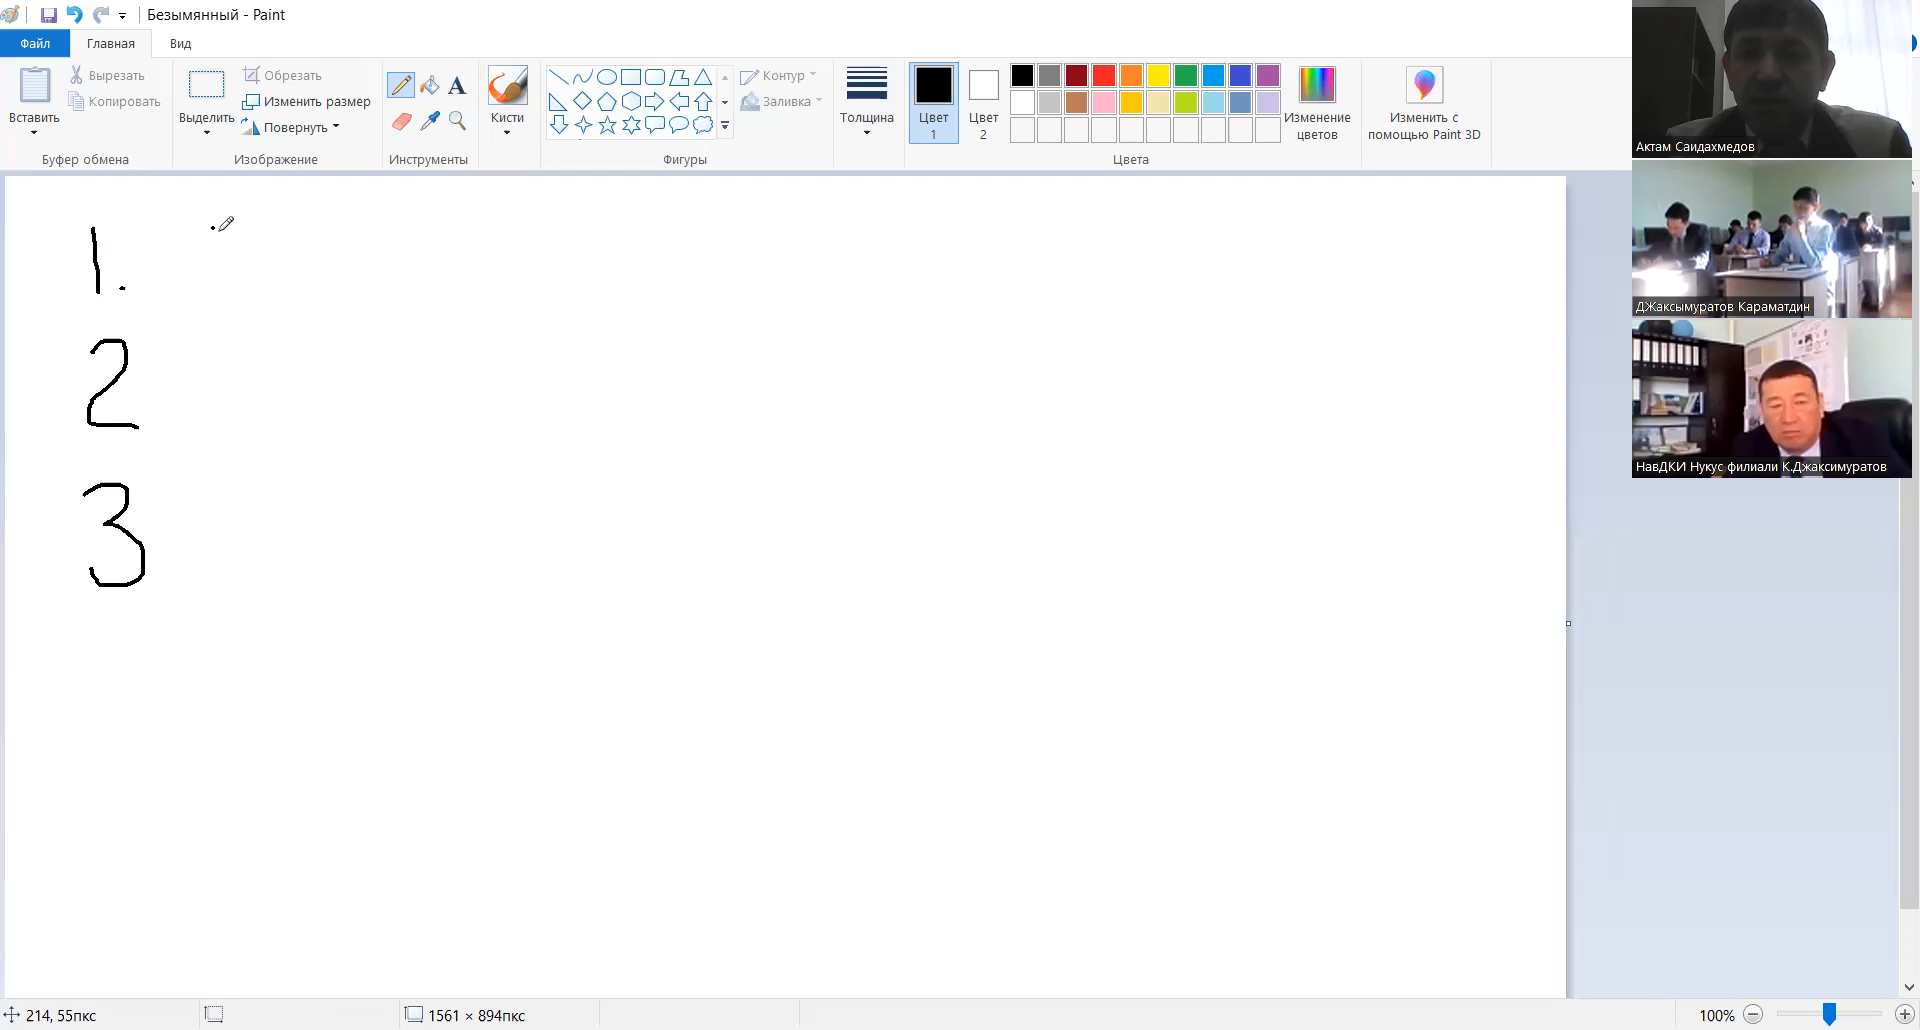 Безымянный - Paint
Файл
Главная
Вид
Вставить
Вырезать
Копировать
Буфер обмена
Выделить
Обрезать
Изменить размер
Повернуть
Изображение
A
Инструменты
Кисти
Контур
Заливка
Фигуры
Толщина
Цвет
1
Цвет
2
Изменение
цветов
Цвета
Изменить с
помощью Paint 3D
Актам Саидахмедов
ДЖаксымуратов Караматдин
НавДКИ Нукус филиали К.Джаксимуратов
1.
2
3
214, 55пкс
1561 × 894пкс
100%